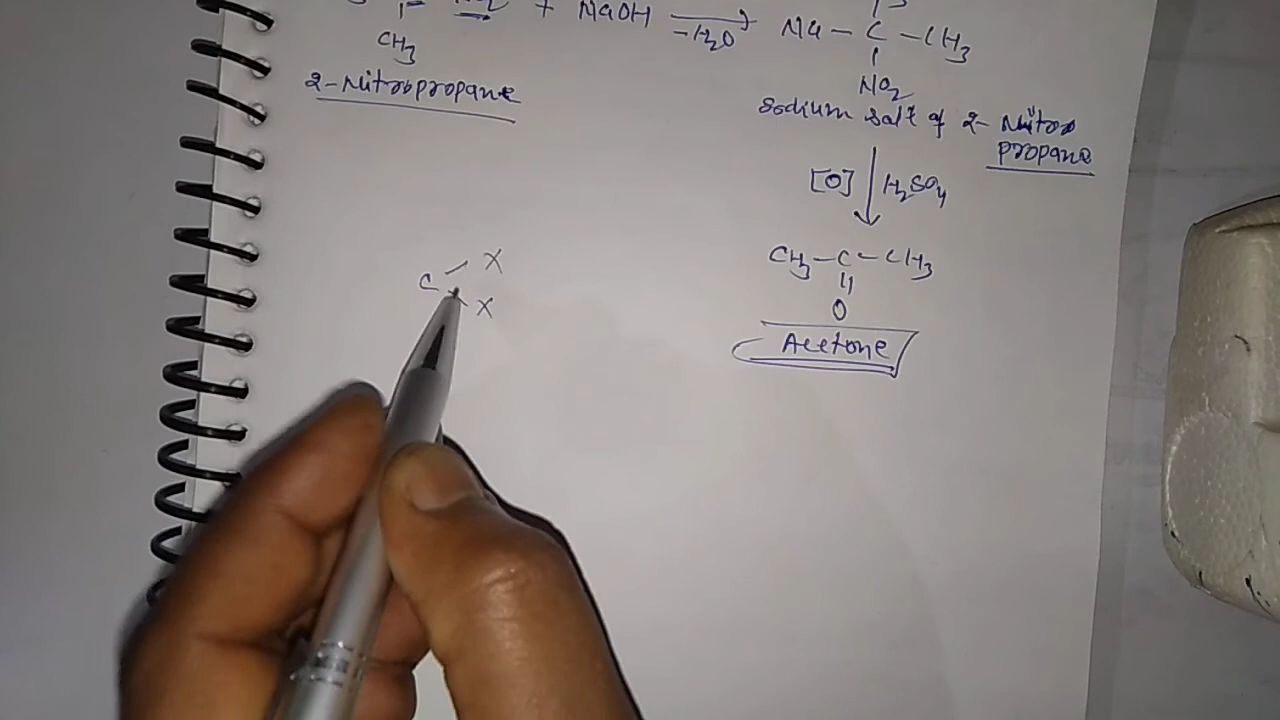 + NaOH → Na – C – CH3
– H2O
CH3
NO2
2-Nitropropane
Sodium salt of 2-Nitro
propane
[O] H2SO4
CH3 – C – CH3
||
O
Acetone
C X
X